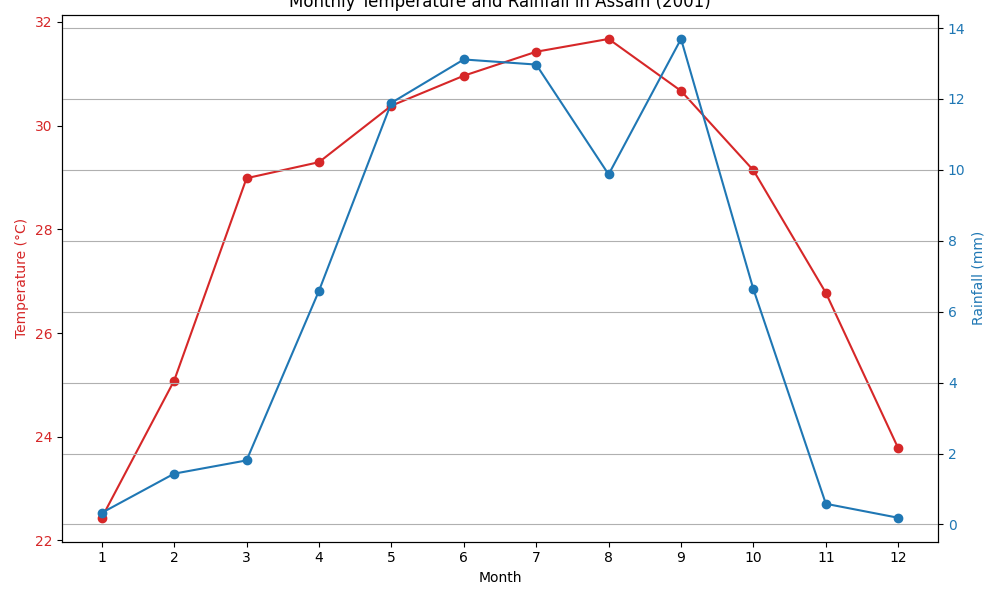 Monthly Temperature and Rainfall in Assam (2001)
32
30
28
26
24
22
Temperature (°C)
14
12
10
8
6
4
2
0
Rainfall (mm)
1 2 3 4 5 6 7 8 9 10 11 12
Month